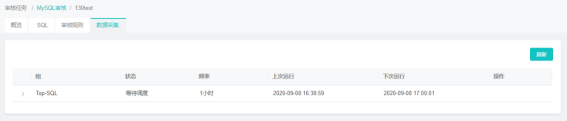 审核任务 / MySQL审核 / 130test
概览 SQL 审核规则 数据采集
刷新
组 状态 频率 上次运行 下次运行 操作
> Top-SQL 等待调度 1小时 2020-09-08 16:38:59 2020-09-08 17:00:01